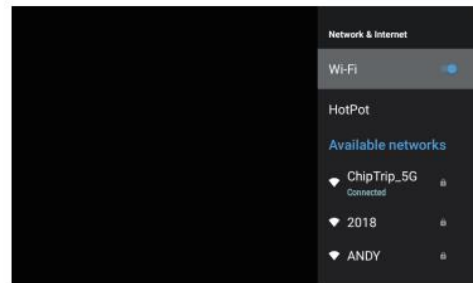 Network & Internet
Wi-Fi
HotPot
Available networks
ChipTrip_5G
Connected
2018
ANDY